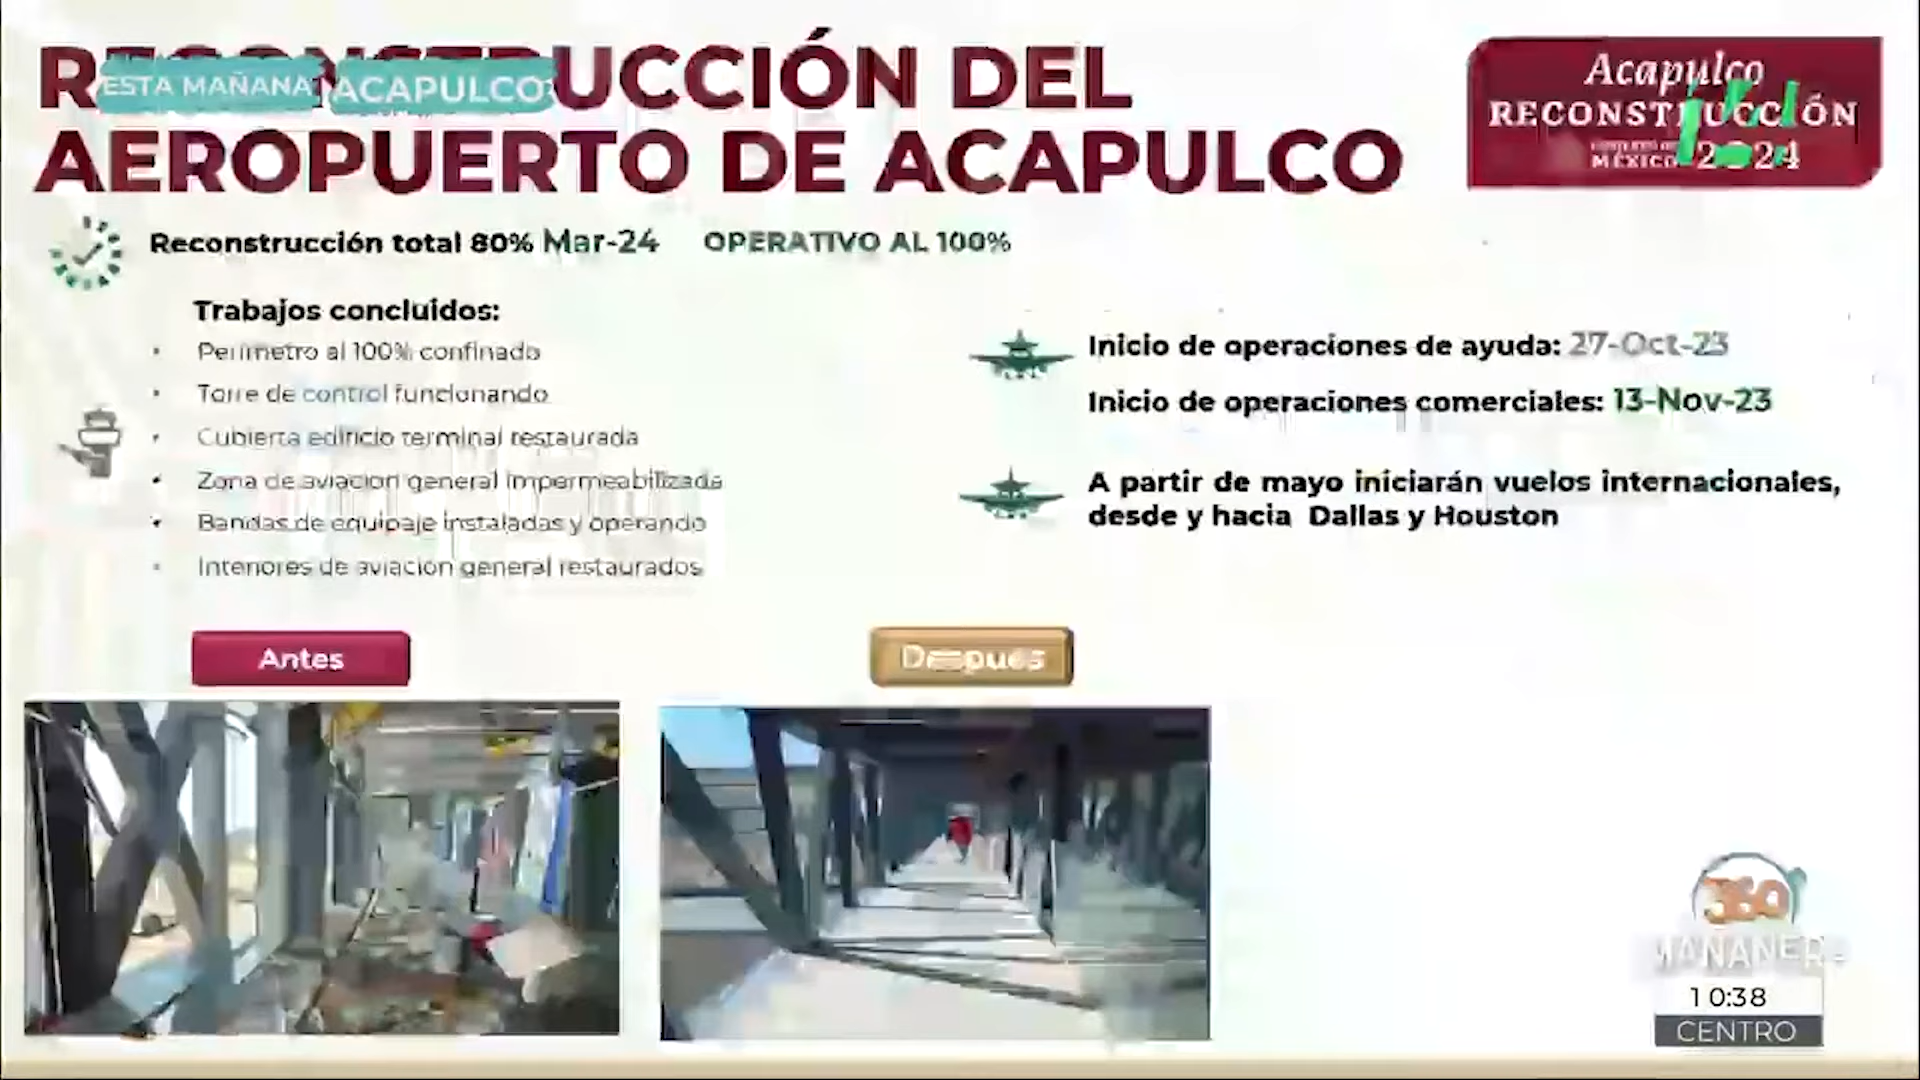 RECONSTRUCCIÓN DEL
ESTA MAÑANA ACAPULCO
AEROPUERTO DE ACAPULCO
Acapulco
RECONSTRUCCIÓN
MÉXICO 2024
Reconstrucción total 80% Mar-24 OPERATIVO AL 100%
Trabajos concluidos:
Perímetro al 100% confinado
Torre de control funcionando
Cubierta edificio terminal restaurada
Zona de aviación general impermeabilizada
Bandas de equipaje instaladas y operando
Interiores de aviación general restaurados
Inicio de operaciones de ayuda: 27-Oct-23
Inicio de operaciones comerciales: 13-Nov-23
A partir de mayo iniciarán vuelos internacionales,
desde y hacia Dallas y Houston
Antes
Después
360°
MAÑANERA
10:38
CENTRO